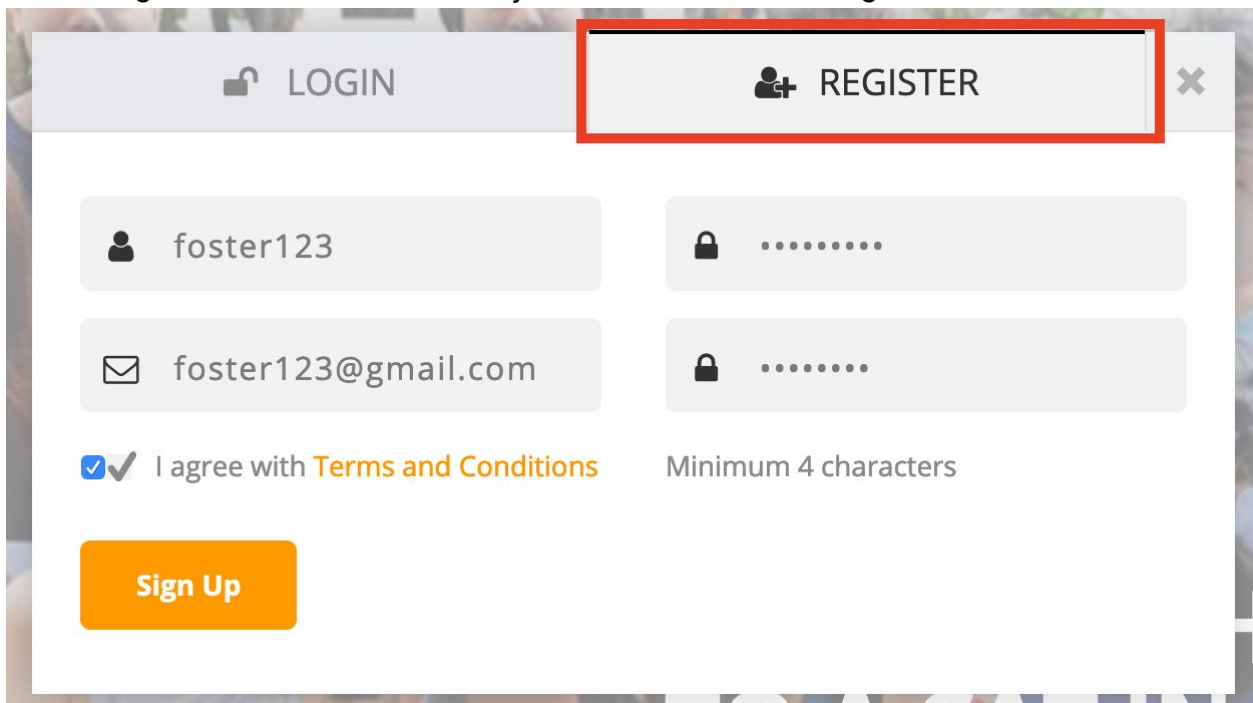 LOGIN
REGISTER
foster123
•••••••••
foster123@gmail.com
••••••••
I agree with Terms and Conditions
Minimum 4 characters
Sign Up